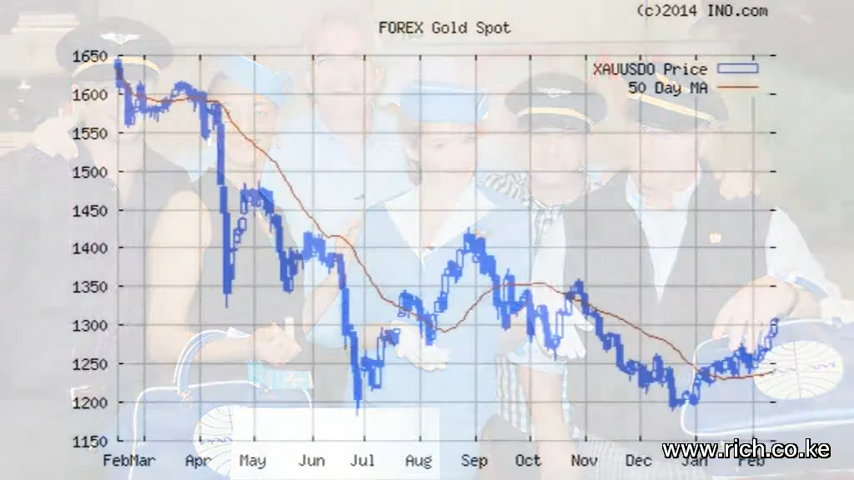 (c)2014 INO.com
FOREX Gold Spot
XAUUSDO Price
50 Day MA
1650
1600
1550
1500
1450
1400
1350
1300
1250
1200
1150
Feb Mar Apr May Jun Jul Aug Sep Oct Nov Dec Jan Feb
www.rich.co.ke